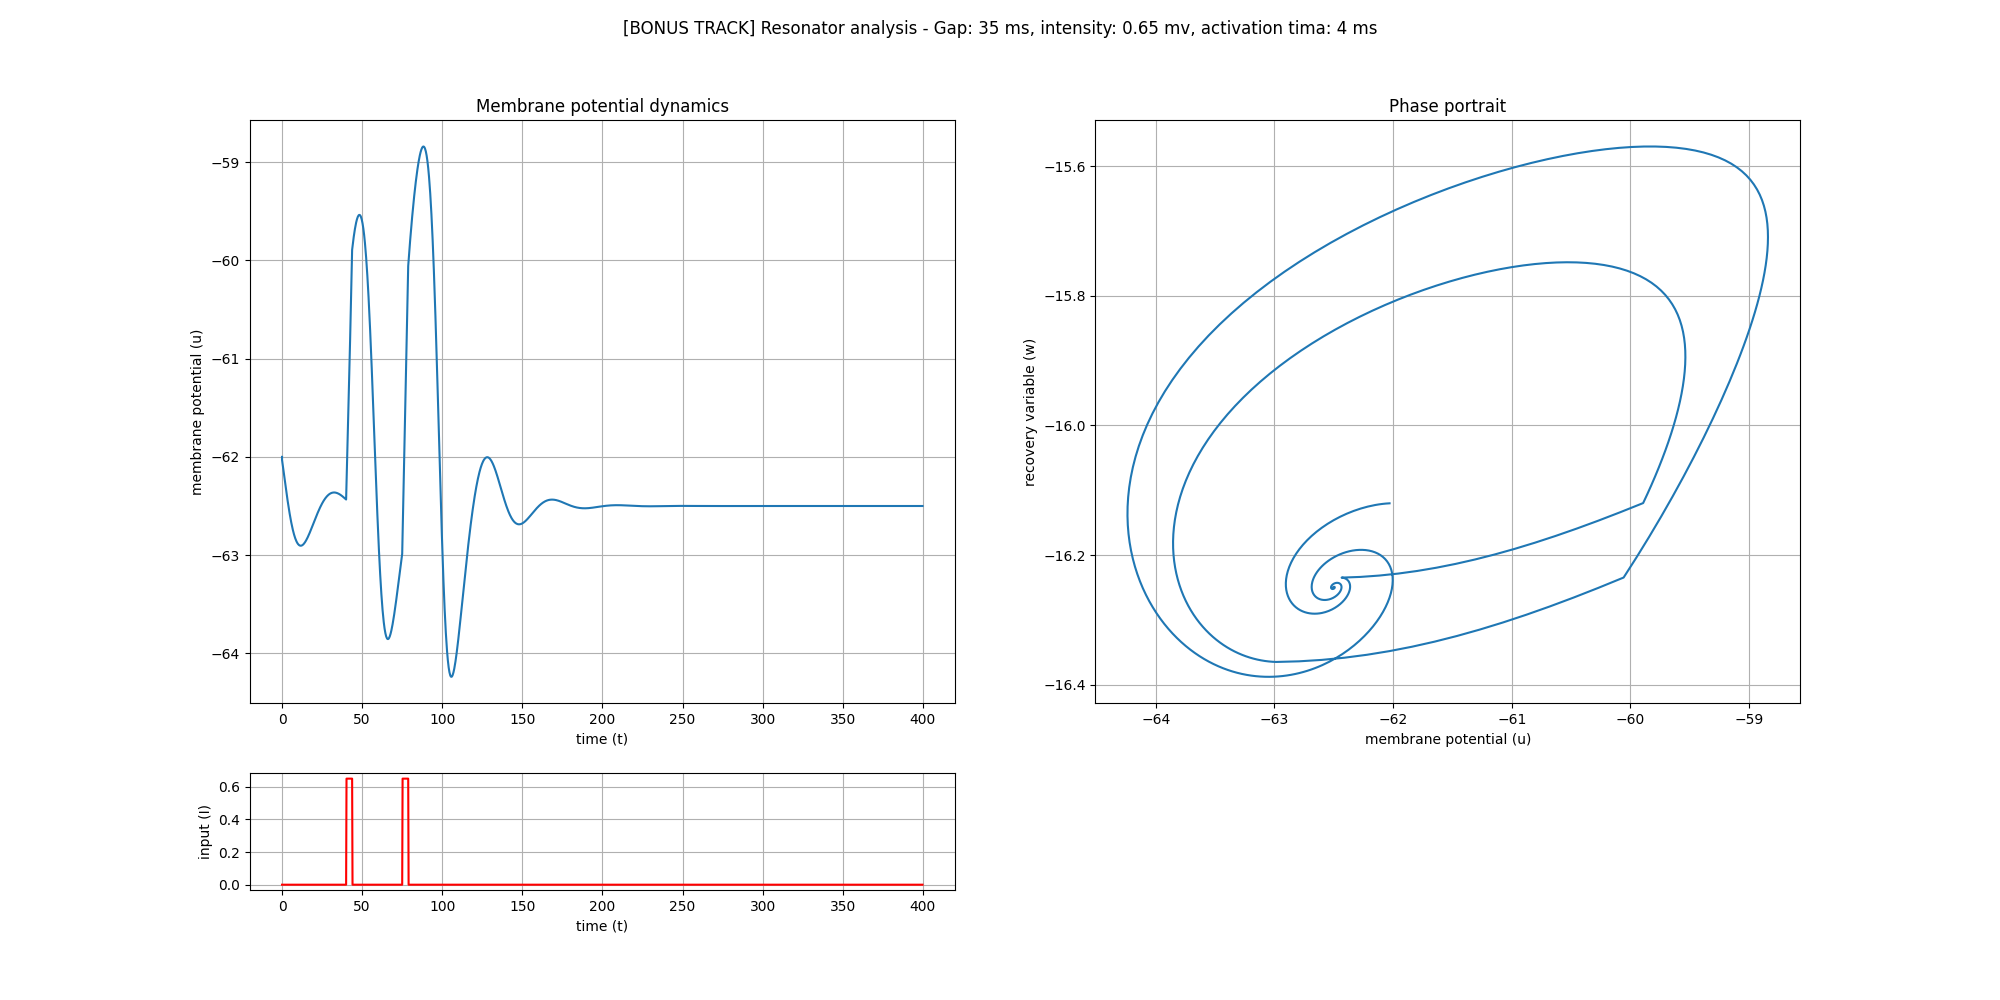 [BONUS TRACK] Resonator analysis - Gap: 35 ms, intensity: 0.65 mv, activation tima: 4 ms
Membrane potential dynamics
membrane potential (u)
−59
−60
−61
−62
−63
−64
0 50 100 150 200 250 300 350 400
time (t)
input (I)
0.6
0.4
0.2
0.0
0 50 100 150 200 250 300 350 400
time (t)
Phase portrait
recovery variable (w)
−15.6
−15.8
−16.0
−16.2
−16.4
−64 −63 −62 −61 −60 −59
membrane potential (u)